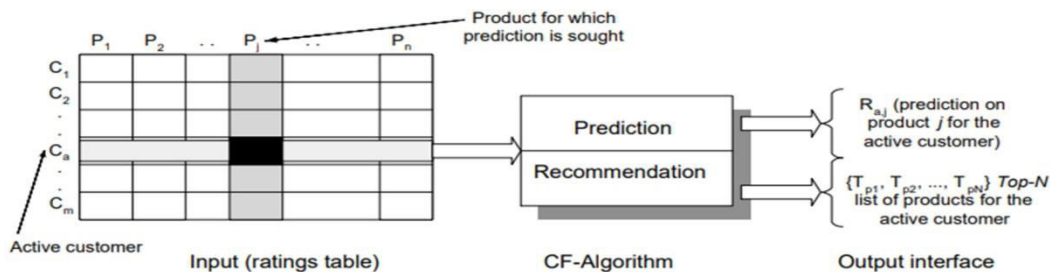 Product for which
prediction is sought
P1 P2 . . Pj . . Pn
C1
C2
.
.
Ca
.
.
Cm
Active customer
Input (ratings table)
Prediction
Recommendation
CF-Algorithm
Ra,j (prediction on
product j for the
active customer)
{Tp1, Tp2, ..., TpN} Top-N
list of products for the
active customer
Output interface